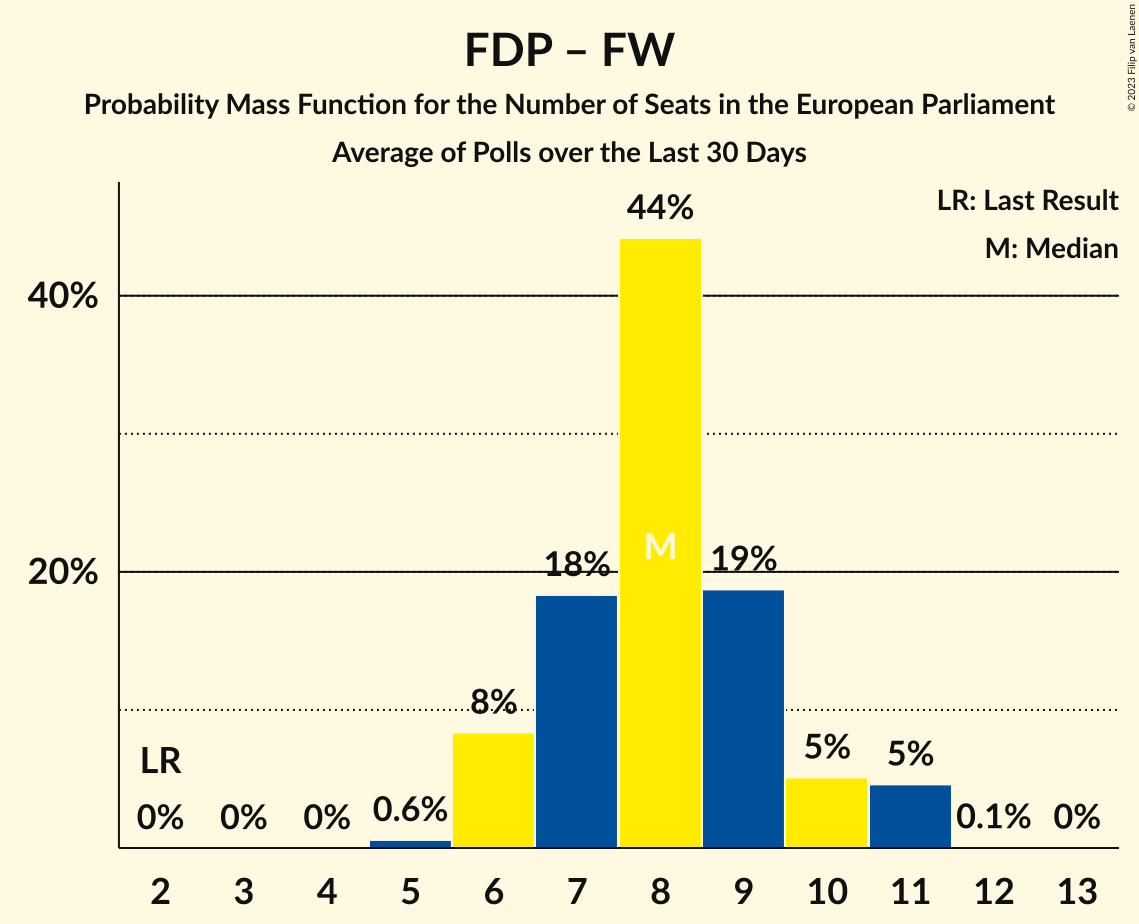 FDP – FW
Probability Mass Function for the Number of Seats in the European Parliament
Average of Polls over the Last 30 Days
© 2023 Filip van Laenen
LR: Last Result
M: Median
40%
20%
LR
0%
0%
0%
0.6%
8%
18%
44%
M
19%
5%
5%
0.1%
0%
2 3 4 5 6 7 8 9 10 11 12 13